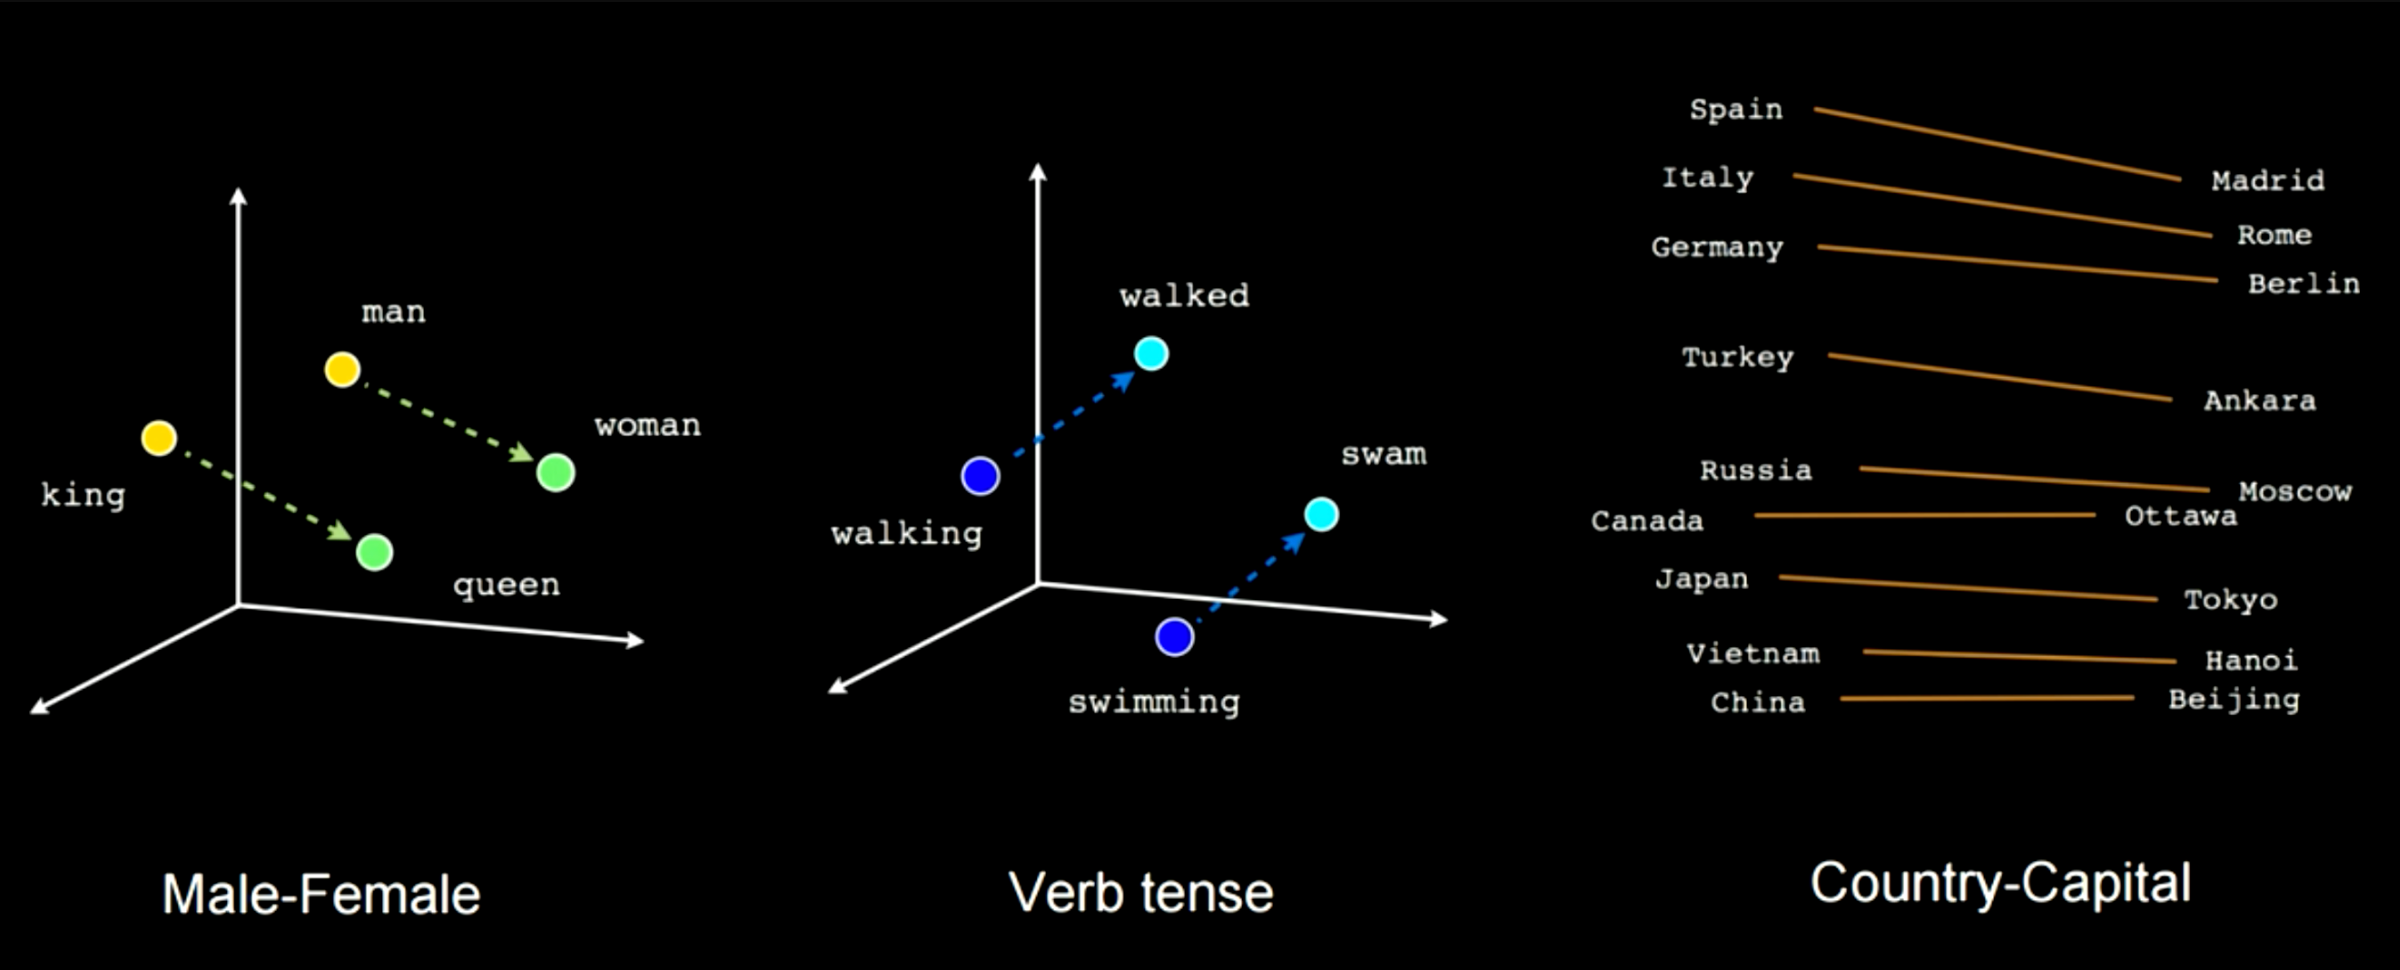 man
woman
king
queen
Male-Female
walked
swam
walking
swimming
Verb tense
Spain
Madrid
Italy
Rome
Germany
Berlin
Turkey
Ankara
Russia
Moscow
Canada
Ottawa
Japan
Tokyo
Vietnam
Hanoi
China
Beijing
Country-Capital